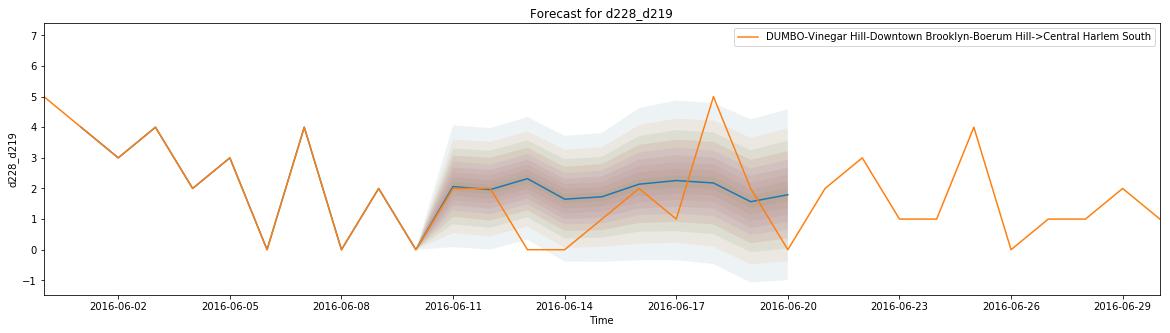 Forecast for d228_d219
DUMBO-Vinegar Hill-Downtown Brooklyn-Boerum Hill->Central Harlem South
7
6
5
4
3
2
1
0
−1
d228_d219
2016-06-02 2016-06-05 2016-06-08 2016-06-11 2016-06-14 2016-06-17 2016-06-20 2016-06-23 2016-06-26 2016-06-29
Time